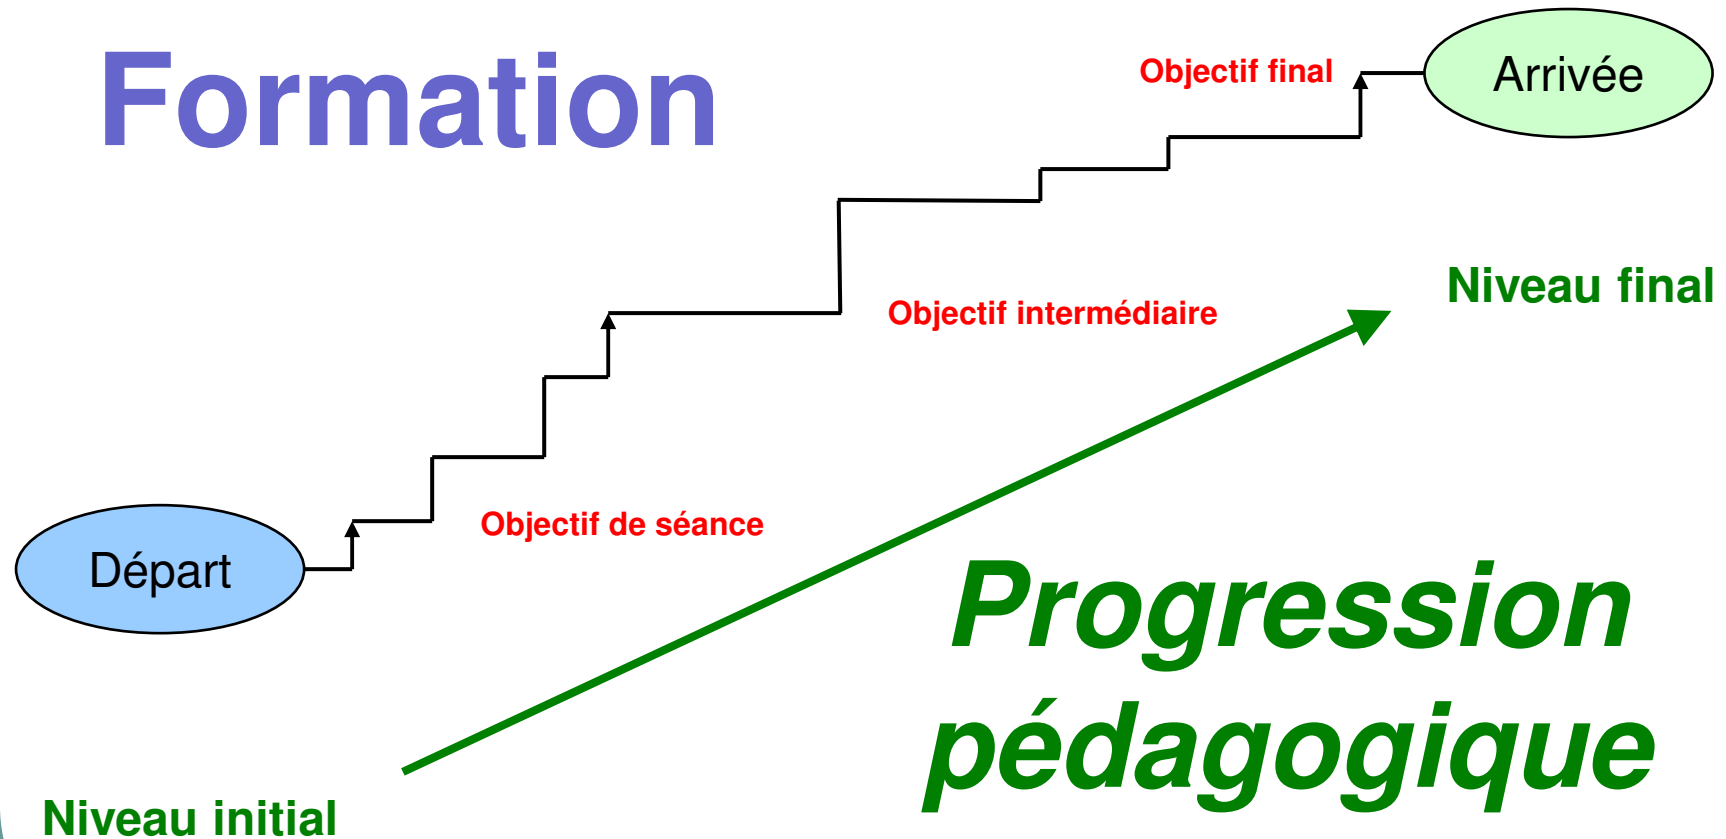 Formation
Objectif final
Arrivée
Niveau final
Objectif intermédiaire
Objectif de séance
Départ
Progression
pédagogique
Niveau initial